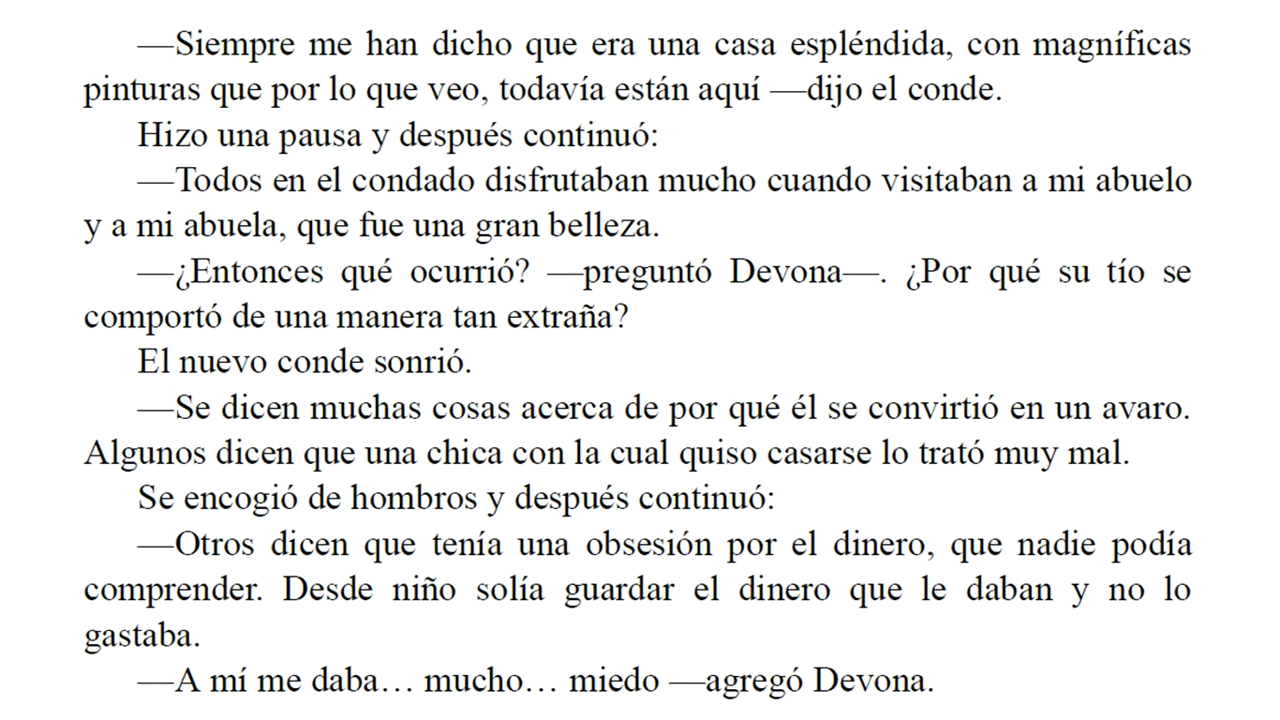 —Siempre me han dicho que era una casa espléndida, con magníficas
pinturas que por lo que veo, todavía están aquí —dijo el conde.
Hizo una pausa y después continuó:
—Todos en el condado disfrutaban mucho cuando visitaban a mi abuelo
y a mi abuela, que fue una gran belleza.
—¿Entonces qué ocurrió? —preguntó Devona—. ¿Por qué su tío se
comportó de una manera tan extraña?
El nuevo conde sonrió.
—Se dicen muchas cosas acerca de por qué él se convirtió en un avaro.
Algunos dicen que una chica con la cual quiso casarse lo trató muy mal.
Se encogió de hombros y después continuó:
—Otros dicen que tenía una obsesión por el dinero, que nadie podía
comprender. Desde niño solía guardar el dinero que le daban y no lo
gastaba.
—A mí me daba… mucho… miedo —agregó Devona.